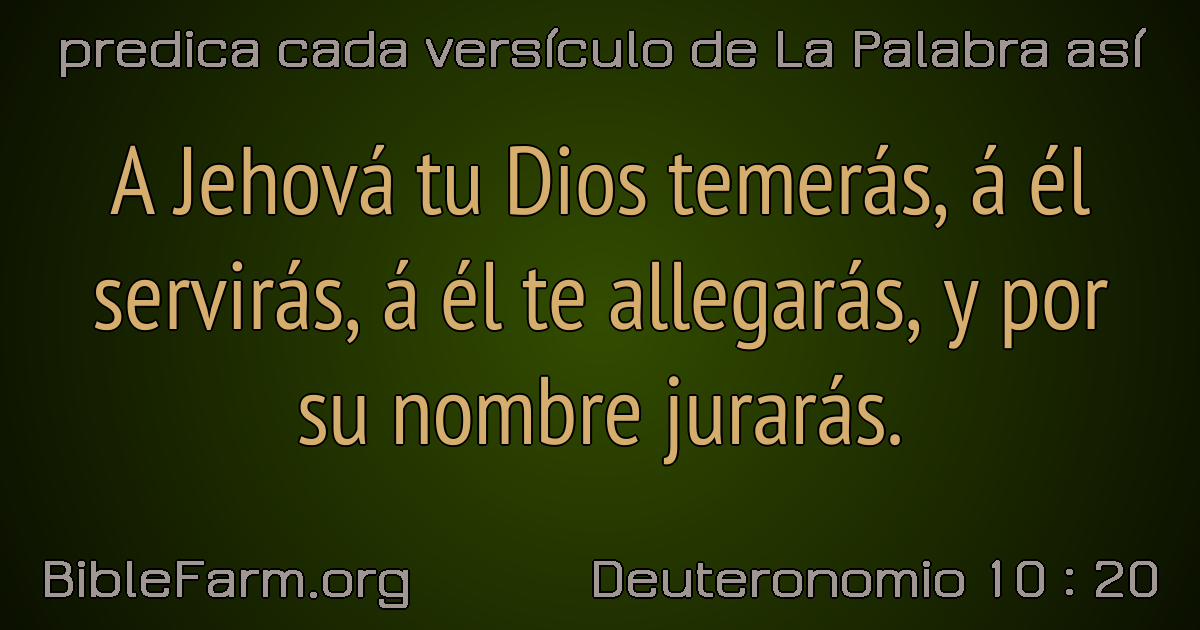 predica cada versículo de La Palabra así
A Jehová tu Dios temerás, á él
servirás, á él te allegarás, y por
su nombre jurarás.
BibleFarm.org
Deuteronomio 10 : 20